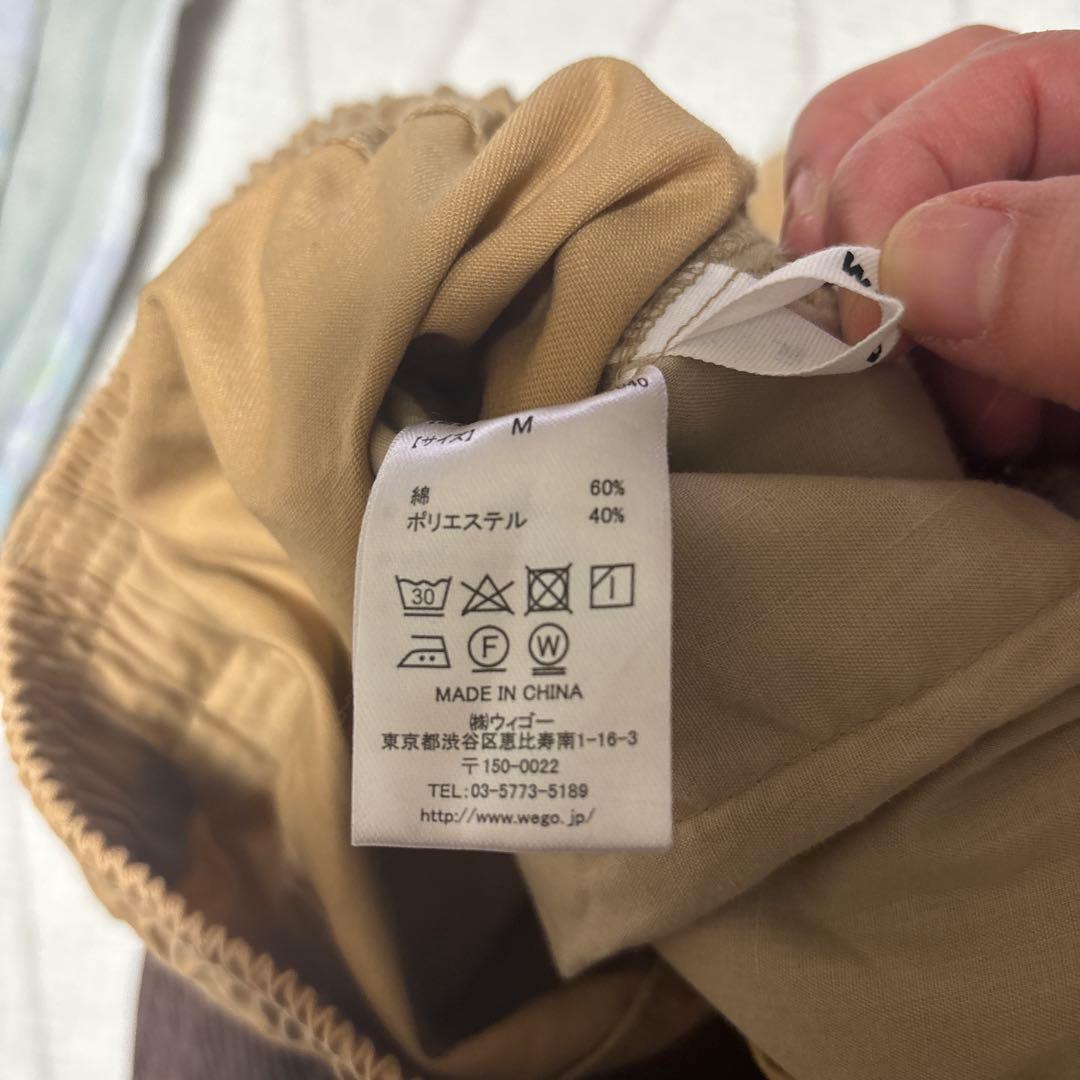 【サイズ】 M
綿 60%
ポリエステル 40%
30
F W
MADE IN CHINA
㈱ウィゴー
東京都渋谷区恵比寿南1-16-3
〒150-0022
TEL:03-5773-5189
http://www.wego.jp/